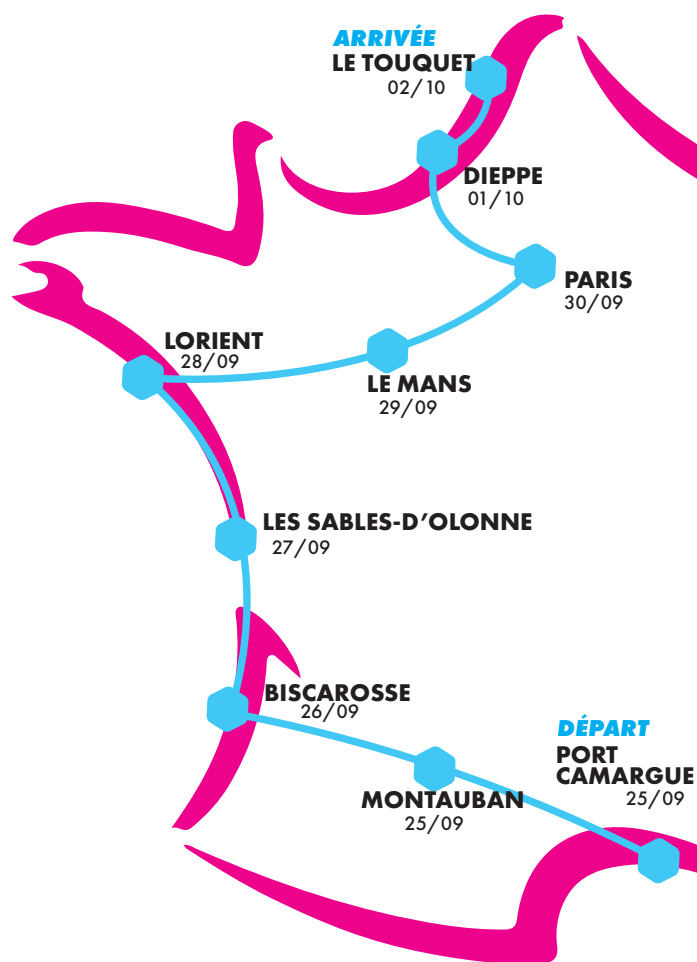 ARRIVÉE
LE TOUQUET
02/10
DIEPPE
01/10
PARIS
30/09
LORIENT
28/09
LE MANS
29/09
LES SABLES-D’OLONNE
27/09
BISCAROSSE
26/09
DÉPART
PORT
CAMARGUE
25/09
MONTAUBAN
25/09